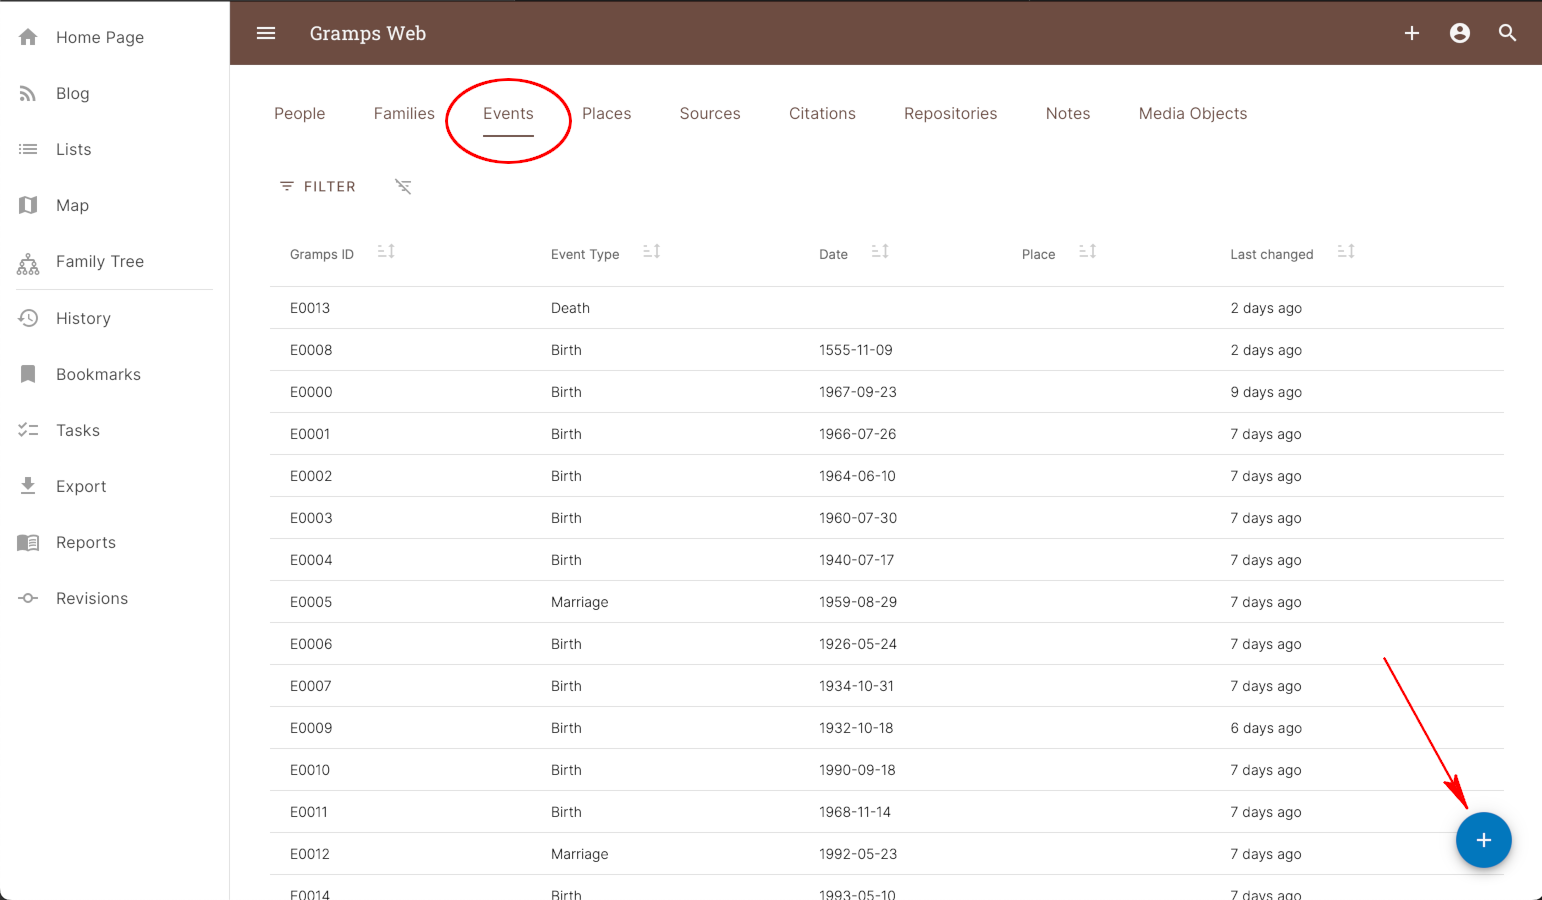 Home Page
Blog
Lists
Map
Family Tree
History
Bookmarks
Tasks
Export
Reports
Revisions
Gramps Web
People Families Events Places Sources Citations Repositories Notes Media Objects
FILTER
Gramps ID Event Type Date Place Last changed
E0013 Death 2 days ago
E0008 Birth 1555-11-09 2 days ago
E0000 Birth 1967-09-23 9 days ago
E0001 Birth 1966-07-26 7 days ago
E0002 Birth 1964-06-10 7 days ago
E0003 Birth 1960-07-30 7 days ago
E0004 Birth 1940-07-17 7 days ago
E0005 Marriage 1959-08-29 7 days ago
E0006 Birth 1926-05-24 7 days ago
E0007 Birth 1934-10-31 7 days ago
E0009 Birth 1932-10-18 6 days ago
E0010 Birth 1990-09-18 7 days ago
E0011 Birth 1968-11-14 7 days ago
E0012 Marriage 1992-05-23 7 days ago
E0014 Birth 1993-05-10 7 days ago